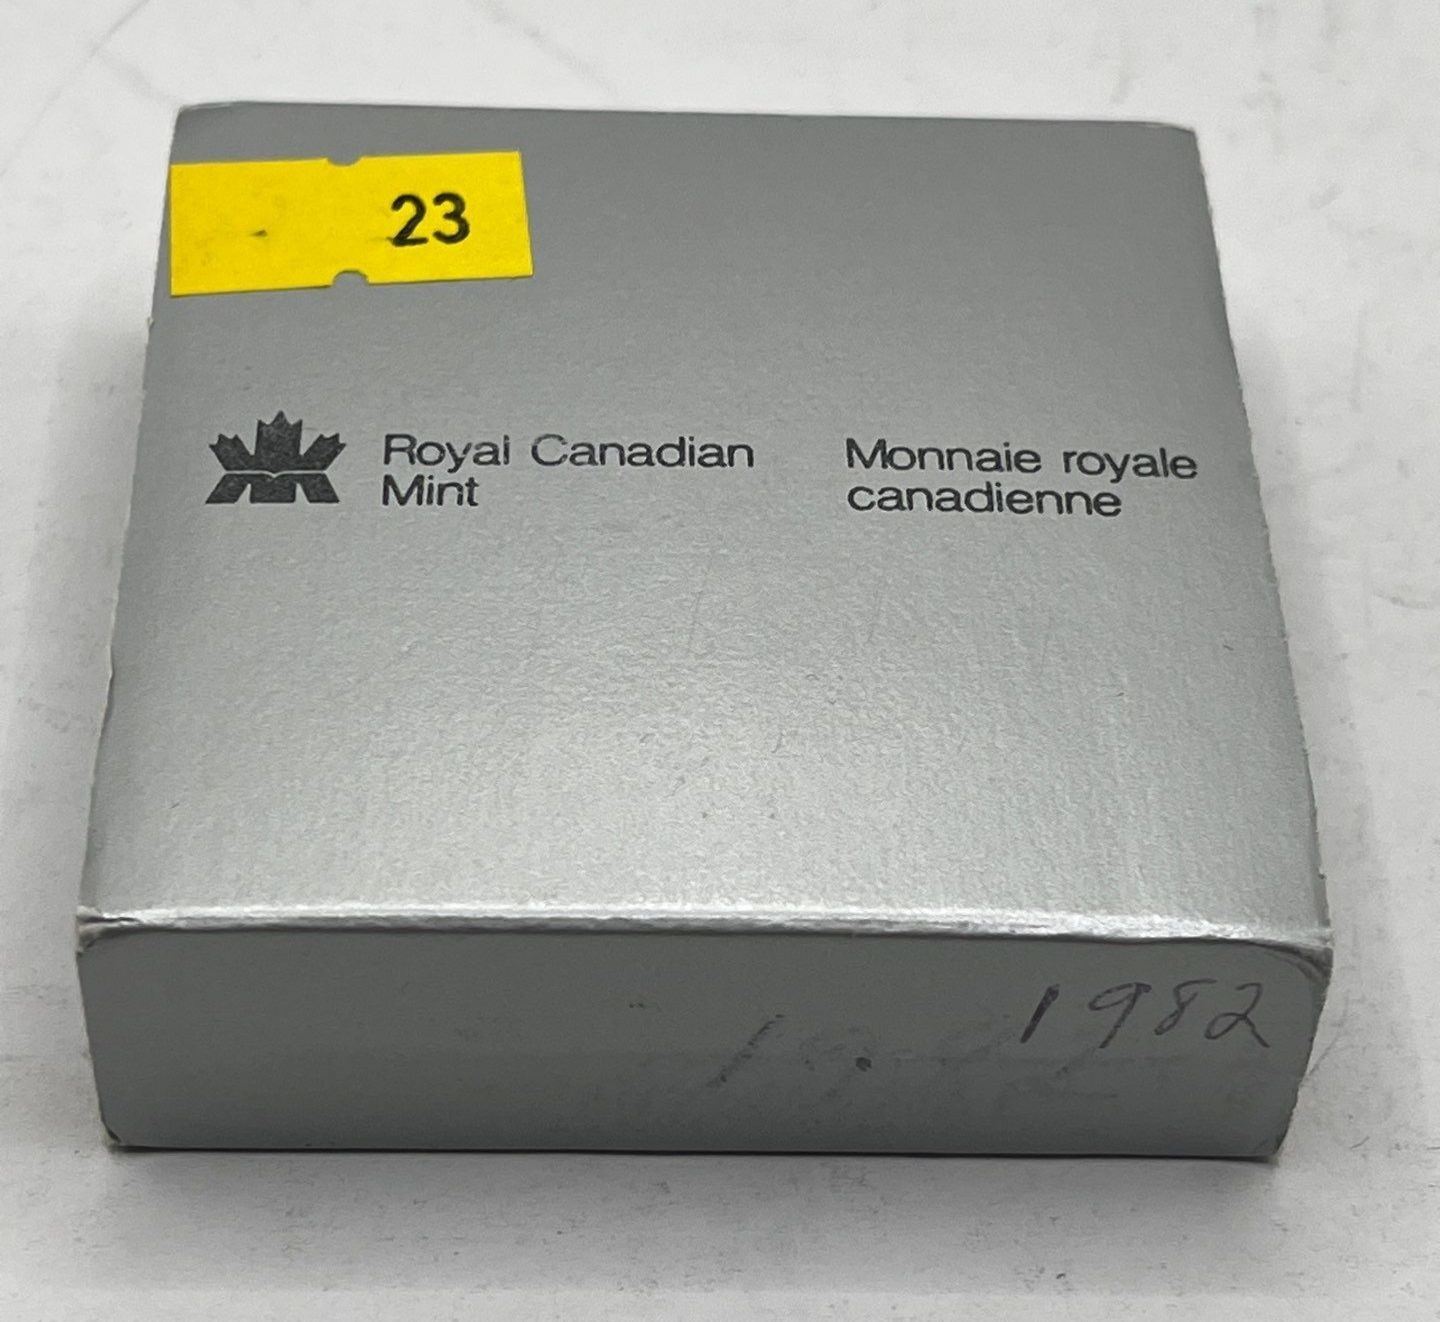 23
Royal Canadian
Mint
Monnaie royale
canadienne
1982